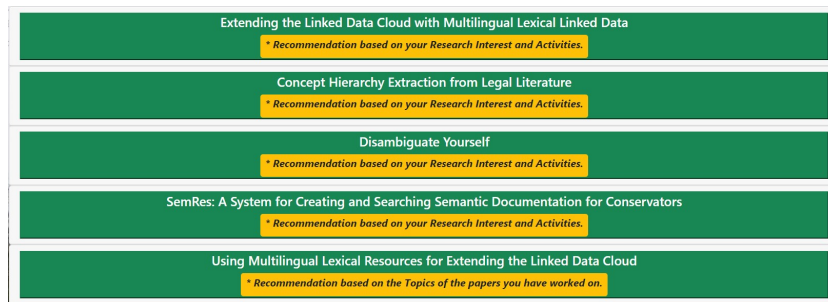 Extending the Linked Data Cloud with Multilingual Lexical Linked Data
* Recommendation based on your Research Interest and Activities.
Concept Hierarchy Extraction from Legal Literature
* Recommendation based on your Research Interest and Activities.
Disambiguate Yourself
* Recommendation based on your Research Interest and Activities.
SemRes: A System for Creating and Searching Semantic Documentation for Conservators
* Recommendation based on your Research Interest and Activities.
Using Multilingual Lexical Resources for Extending the Linked Data Cloud
* Recommendation based on the Topics of the papers you have worked on.